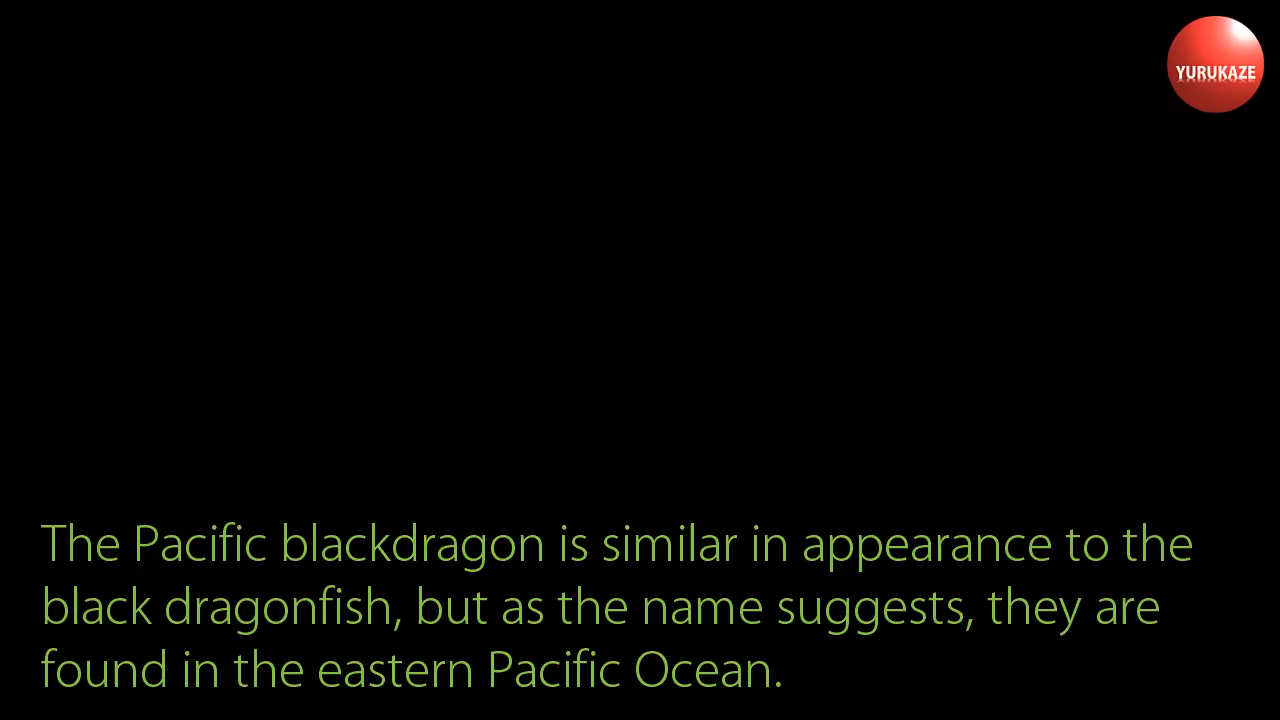 YURUKAZE
The Pacific blackdragon is similar in appearance to the
black dragonfish, but as the name suggests, they are
found in the eastern Pacific Ocean.